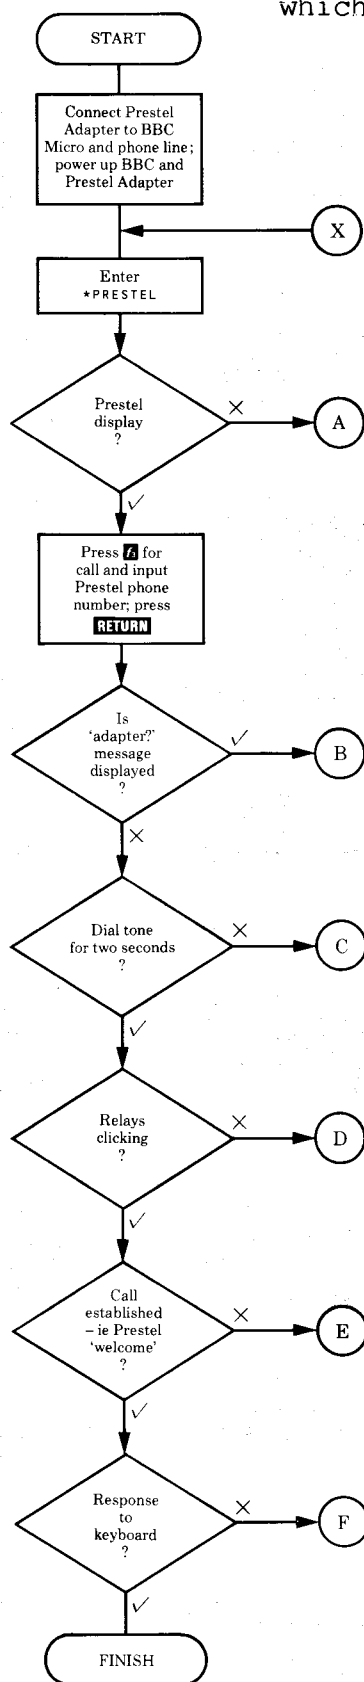 which
START
Connect Prestel
Adapter to BBC
Micro and phone line;
power up BBC and
Prestel Adapter
X
Enter
*PRESTEL
Prestel
display
?
×
A
✓
Press f1 for
call and input
Prestel phone
number; press
RETURN
Is
'adapter?'
message
displayed
?
✓
B
×
Dial tone
for two seconds
?
×
C
✓
Relays
clicking
?
×
D
✓
Call
established
– ie Prestel
'welcome'
?
×
E
✓
Response
to
keyboard
?
×
F
✓
FINISH